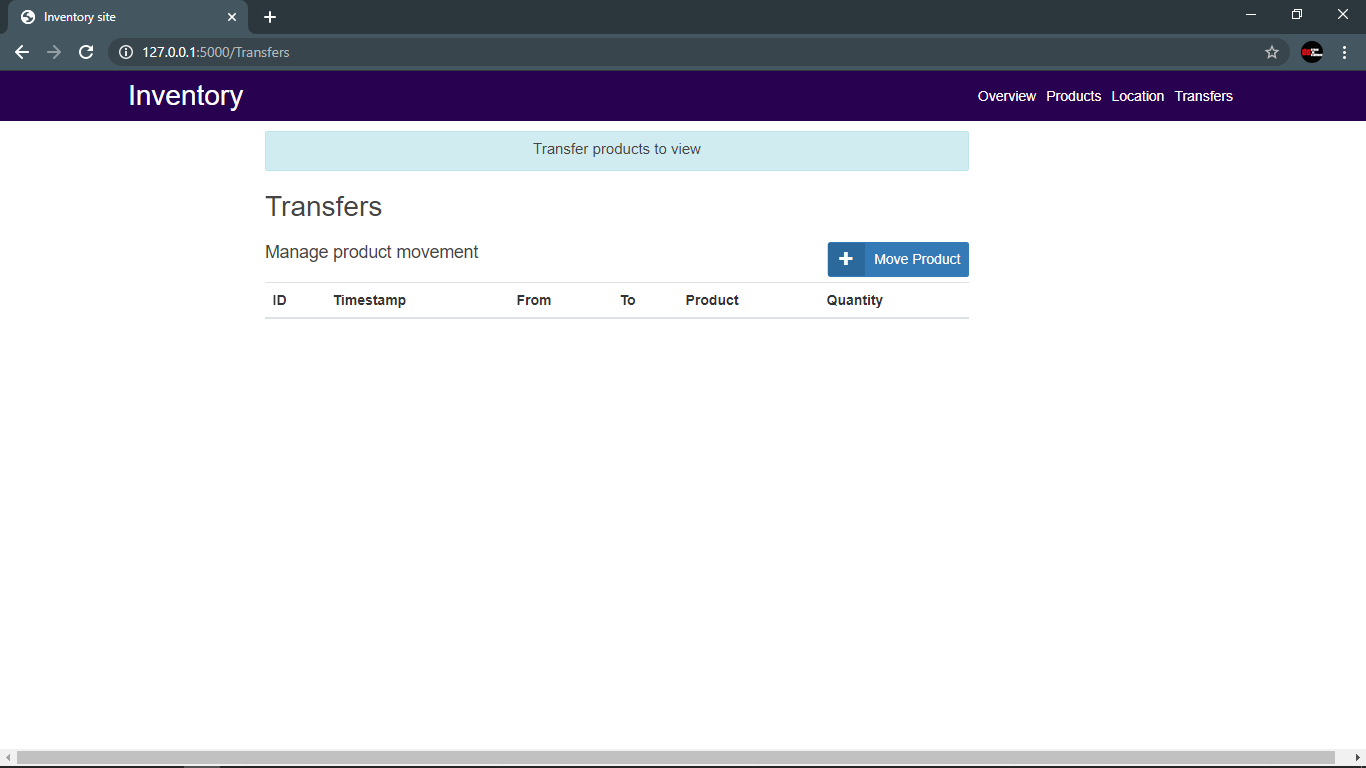 Inventory site
127.0.0.1:5000/Transfers
Inventory
Overview Products Location Transfers
Transfer products to view
Transfers
Manage product movement
Move Product
ID Timestamp From To Product Quantity